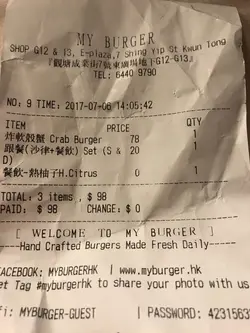 MY BURGER
SHOP G12 & 13, E-plaza,7 Shing Yip St Kwun Tong
『觀塘成業街7號東廣場地下G12-G13』
TEL: 6440 9790
NO: 9 TIME: 2017-07-06 14:05:42
ITEM PRICE QTY
炸軟殼蟹 Crab Burger 78 1
跟餐(沙律+餐飲) Set (S & D) 20 1
餐飲-熱柚子H.Citrus 0 1
TOTAL: 3 items , $ 98
PAID: $ 98 CHANGE: $ 0
[ WELCOME TO MY BURGER ]
---Hand Crafted Burgers Made Fresh Daily---
FACEBOOK: MYBURGERHK | www.myburger.hk
et Tag #myburgerhk to share your photo with us
fi: MYBURGER-GUEST | PASSWORD: 4231563